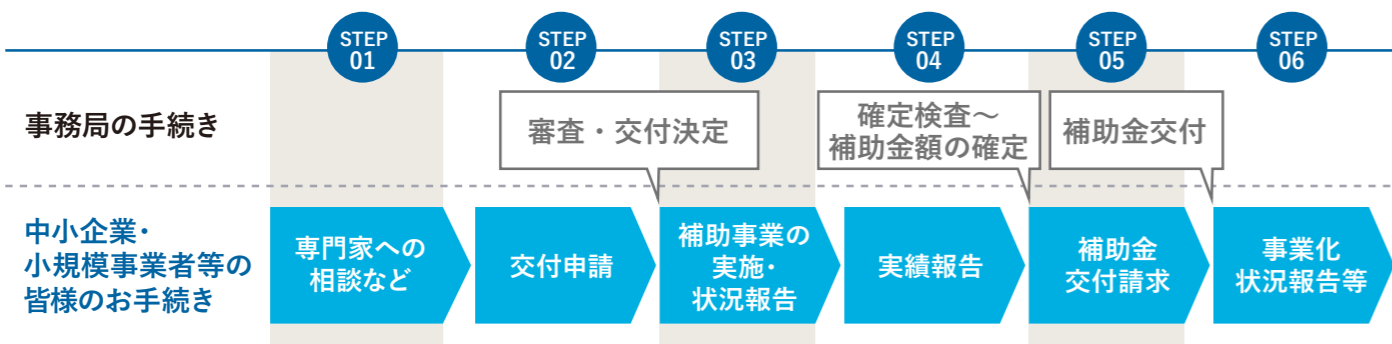 STEP
01
STEP
02
STEP
03
STEP
04
STEP
05
STEP
06
事務局の手続き
審査・交付決定
確定検査～
補助金額の確定
補助金交付
中小企業・
小規模事業者等の
皆様のお手続き
専門家への
相談など
交付申請
補助事業の
実施・
状況報告
実績報告
補助金
交付請求
事業化
状況報告等